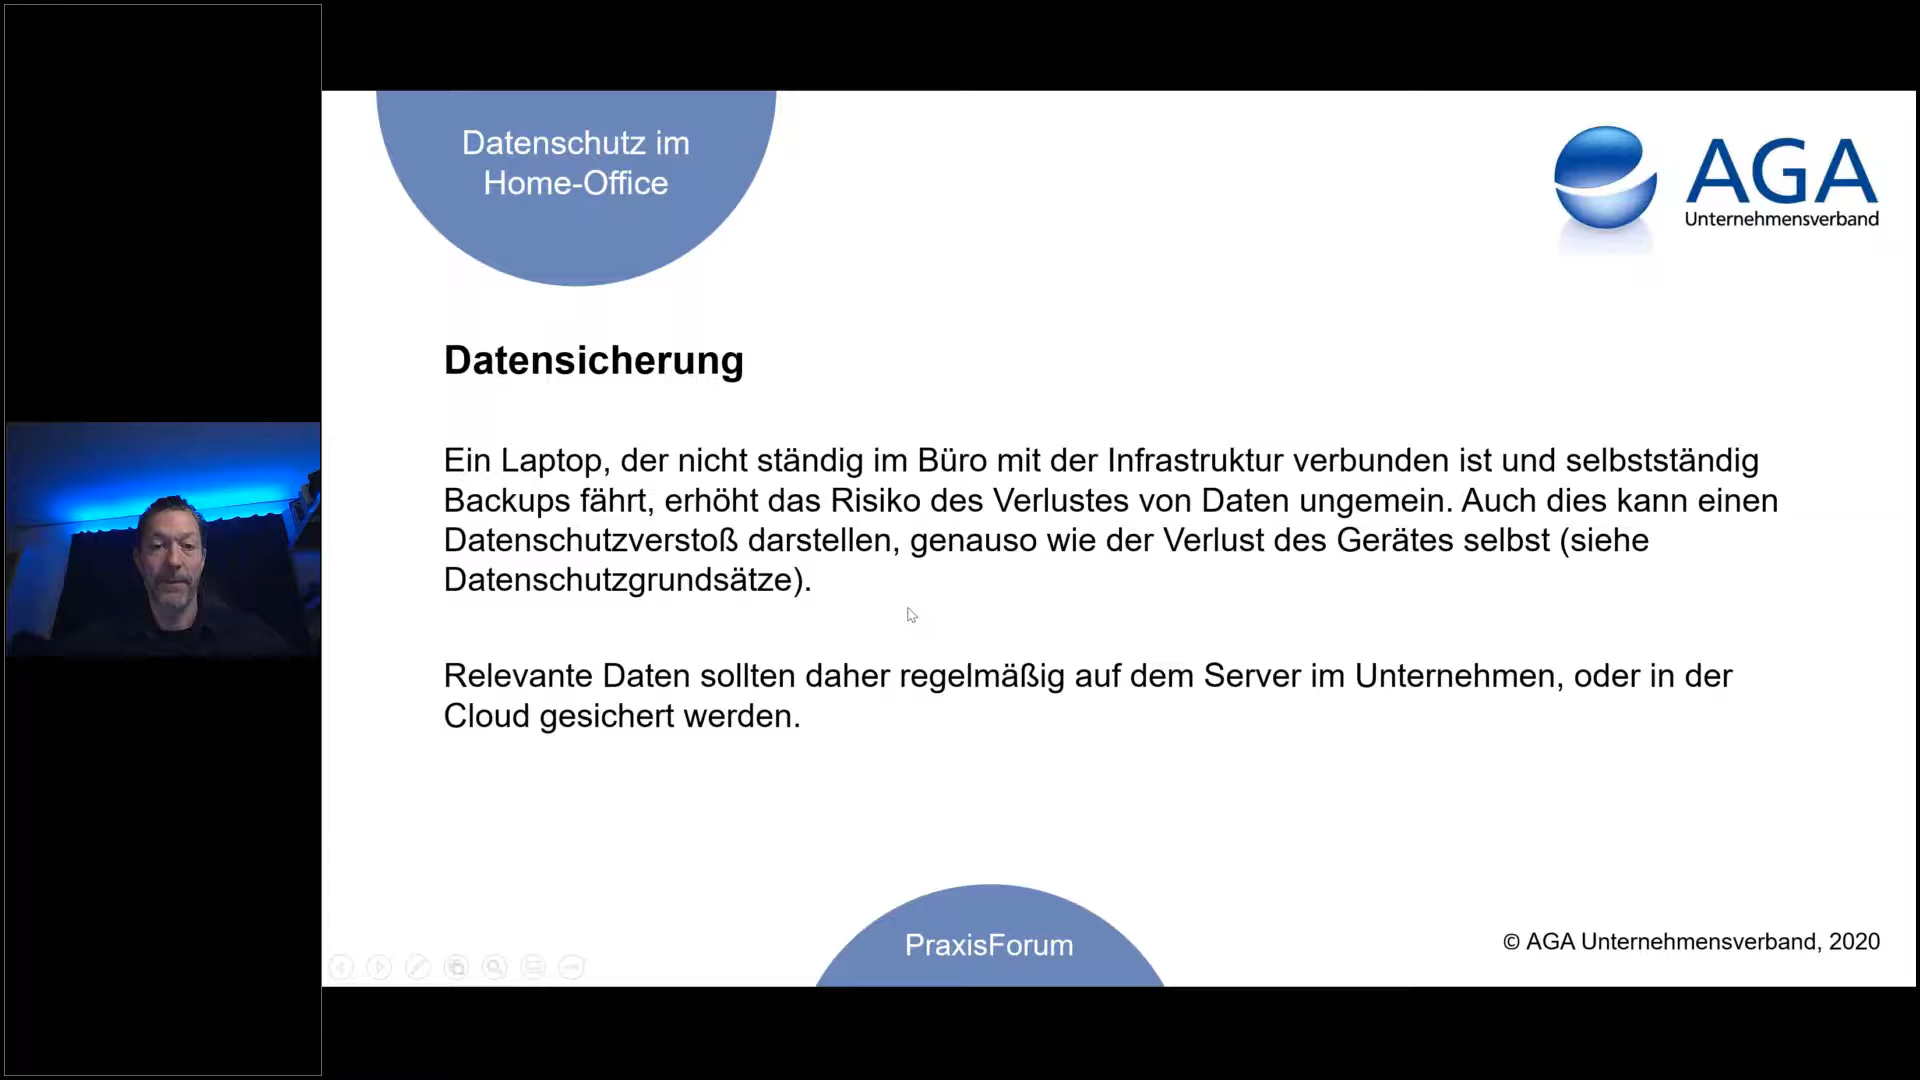 Datenschutz im
Home-Office
AGA
Unternehmensverband
Datensicherung
Ein Laptop, der nicht ständig im Büro mit der Infrastruktur verbunden ist und selbstständig
Backups fährt, erhöht das Risiko des Verlustes von Daten ungemein. Auch dies kann einen
Datenschutzverstoß darstellen, genauso wie der Verlust des Gerätes selbst (siehe
Datenschutzgrundsätze).
Relevante Daten sollten daher regelmäßig auf dem Server im Unternehmen, oder in der
Cloud gesichert werden.
PraxisForum
© AGA Unternehmensverband, 2020